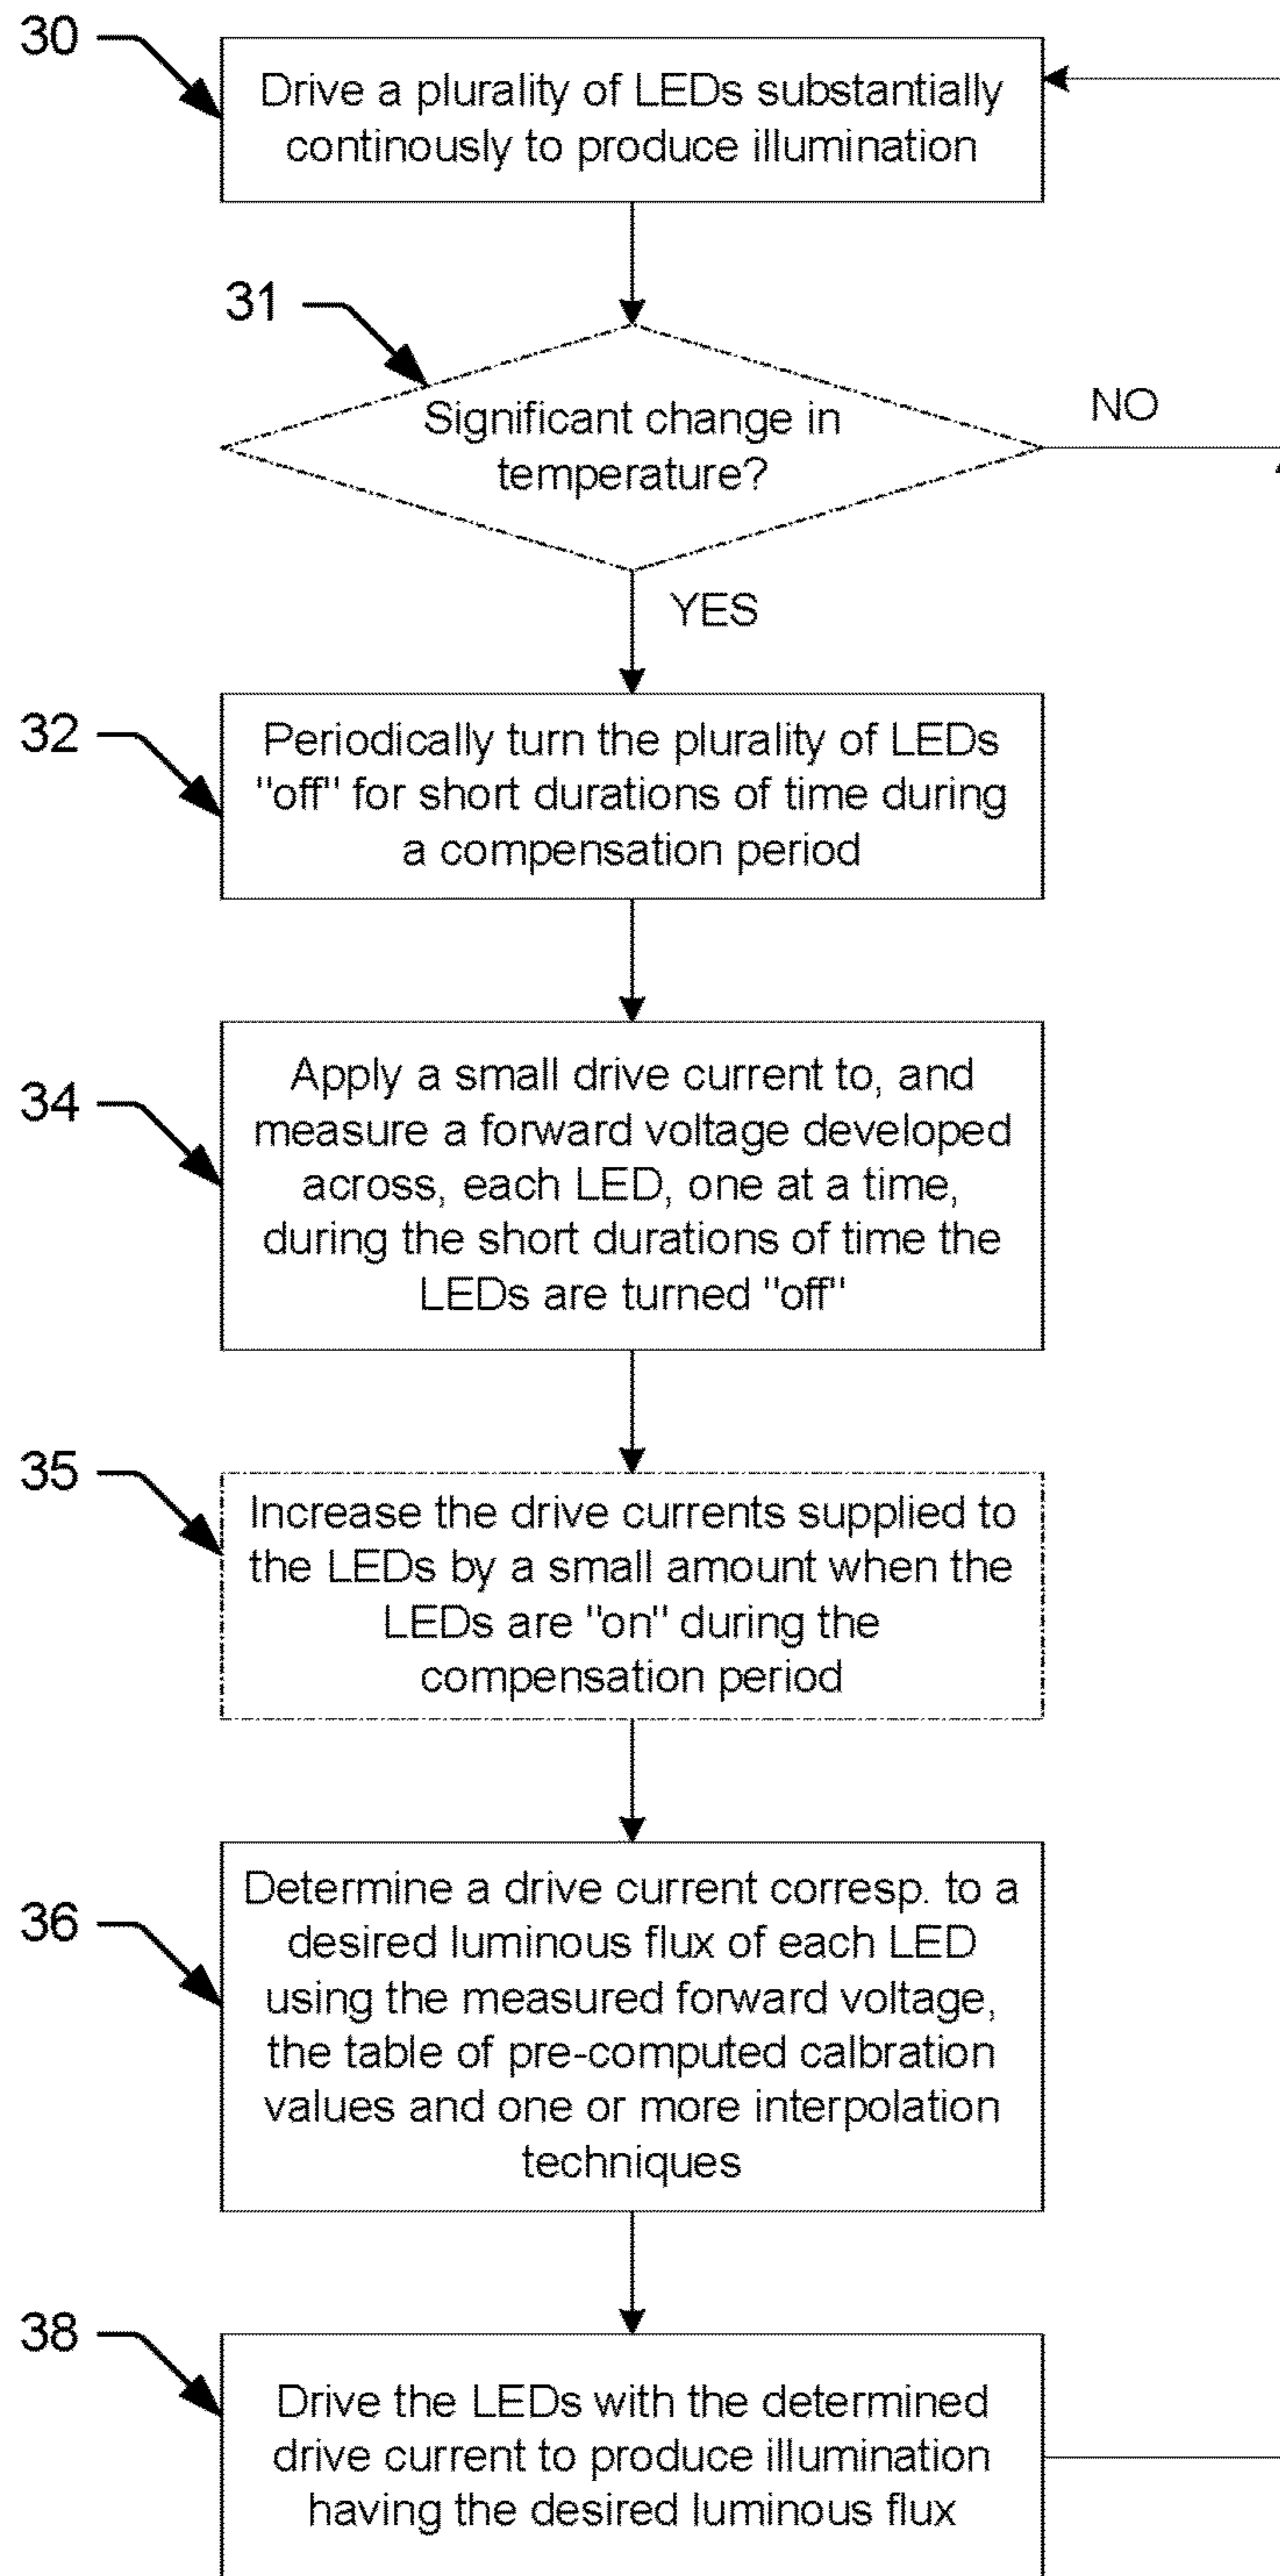 30
Drive a plurality of LEDs substantially
continously to produce illumination
31
Significant change in
temperature?
NO
YES
32
Periodically turn the plurality of LEDs
"off" for short durations of time during
a compensation period
34
Apply a small drive current to, and
measure a forward voltage developed
across, each LED, one at a time,
during the short durations of time the
LEDs are turned "off"
35
Increase the drive currents supplied to
the LEDs by a small amount when the
LEDs are "on" during the
compensation period
36
Determine a drive current corresp. to a
desired luminous flux of each LED
using the measured forward voltage,
the table of pre-computed calbration
values and one or more interpolation
techniques
38
Drive the LEDs with the determined
drive current to produce illumination
having the desired luminous flux